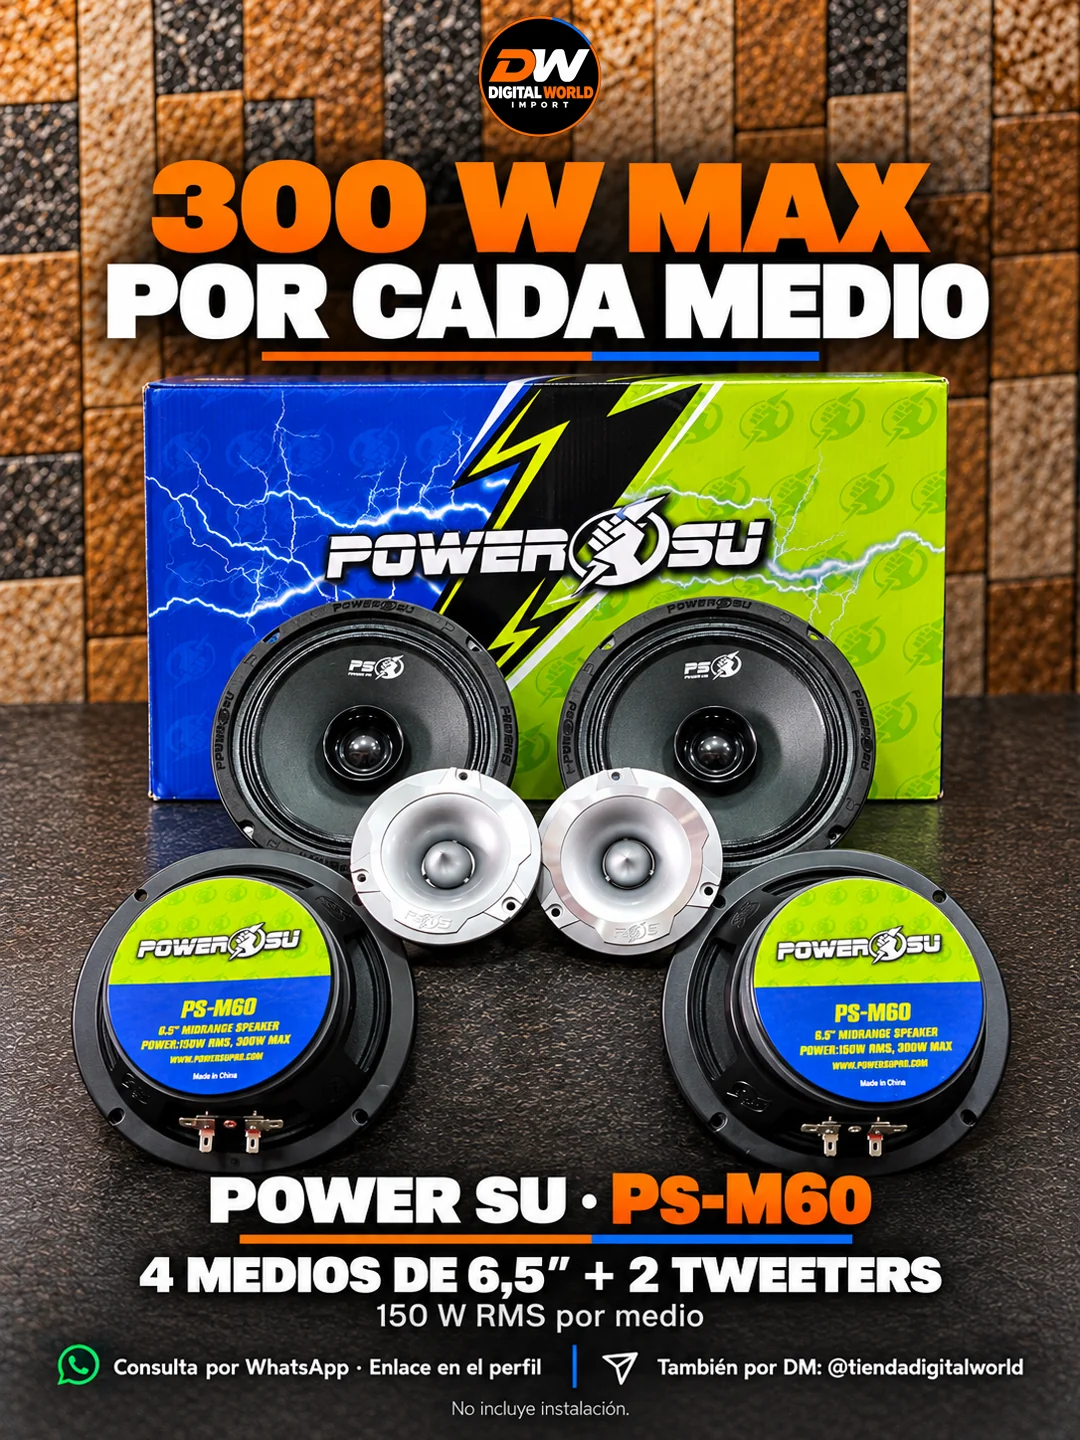 DW
DIGITAL WORLD
IMPORT
300 W MAX
POR CADA MEDIO
POWER SU
POWER SU
POWER SU
PS
PS
POWER SU
PS-M60
6.5" MIDRANGE SPEAKER
POWER:150W RMS, 300W MAX
WWW.POWERSUPRO.COM
Made in China
POWER SU
PS-M60
6.5" MIDRANGE SPEAKER
POWER:150W RMS, 300W MAX
WWW.POWERSUPRO.COM
Made in China
POWER SU · PS-M60
4 MEDIOS DE 6,5" + 2 TWEETERS
150 W RMS por medio
Consulta por WhatsApp · Enlace en el perfil
También por DM: @tiendadigitalworld
No incluye instalación.